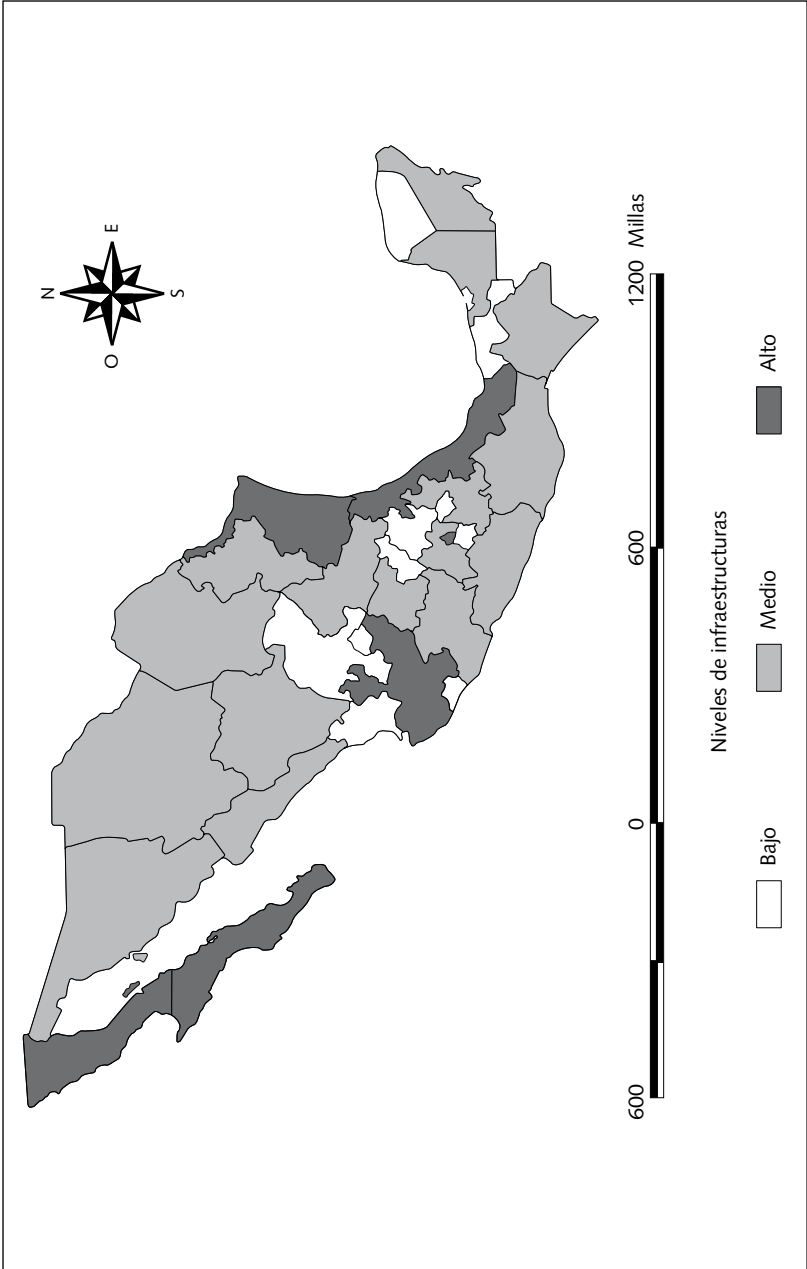 N
O
E
S
600
0
600
1200 Millas
Niveles de infraestructuras
Bajo
Medio
Alto